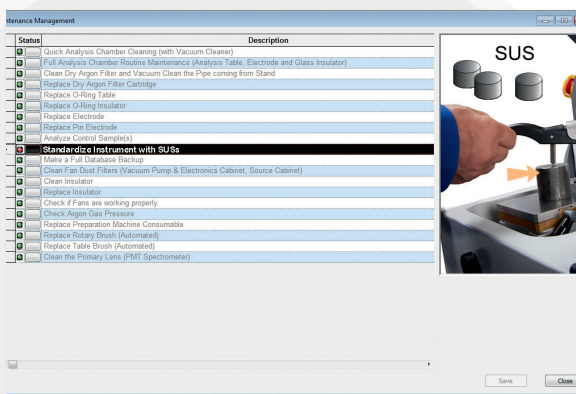 ntenance Management
Status Description
Quick Analysis Chamber Cleaning (with Vacuum Cleaner)
Full Analysis Chamber Routine Maintenance (Analysis Table, Electrode and Glass Insulator)
Clean Dry Argon Filter and Vacuum Clean the Pipe coming from Stand
Replace Dry Argon Filter Cartridge
Replace O-Ring Table
Replace O-Ring Insulator
Replace Electrode
Replace Pin Electrode
Analyze Control Sample(s)
Standardize Instrument with SUSs
Make a Full Database Backup
Clean Fan Dust Filters (Vacuum Pump & Electronics Cabinet, Source Cabinet)
Clean Insulator
Replace Insulator
Check if Fans are working properly
Check Argon Gas Pressure
Replace Preparation Machine Consumable
Replace Rotary Brush (Automated)
Replace Table Brush (Automated)
Clean the Primary Lens (PMT Spectrometer)
SUS
Save Close